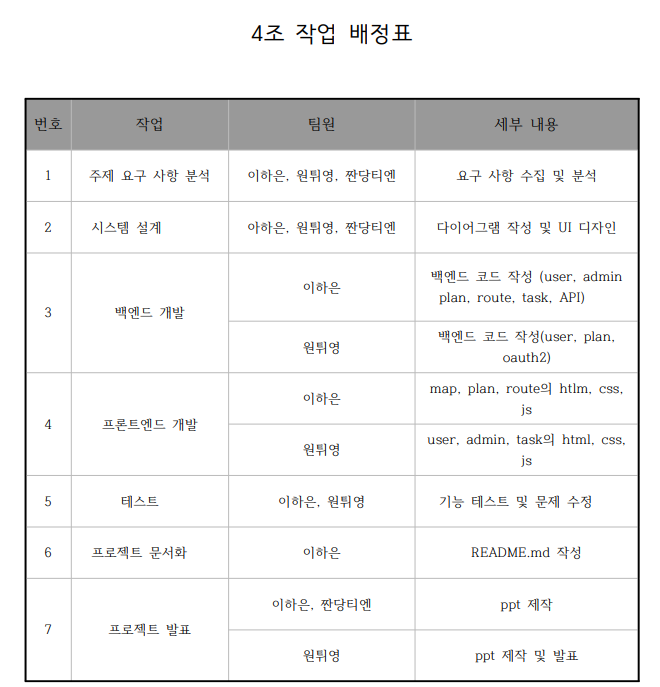 4조 작업 배정표
번호 작업 팀원 세부 내용
1 주제 요구 사항 분석 이하은, 원튀영, 짠당티엔 요구 사항 수집 및 분석
2 시스템 설계 아하은, 원튀영, 짠당티엔 다이어그램 작성 및 UI 디자인
3 백엔드 개발
이하은
백엔드 코드 작성 (user, admin
plan, route, task, API)
원튀영
백엔드 코드 작성(user, plan,
oauth2)
4 프론트엔드 개발
이하은
map, plan, route의 htlm, css,
js
원튀영
user, admin, task의 html, css,
js
5 테스트 이하은, 원튀영 기능 테스트 및 문제 수정
6 프로젝트 문서화 이하은 README.md 작성
7 프로젝트 발표
이하은, 짠당티엔 ppt 제작
원튀영 ppt 제작 및 발표